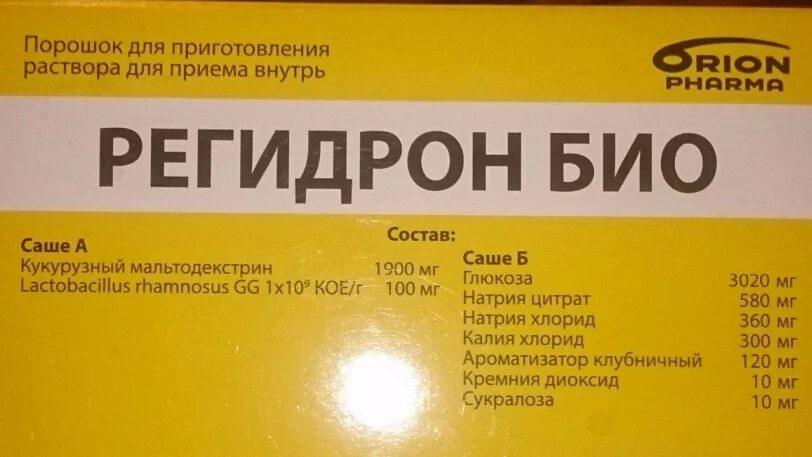 Порошок для приготовления
раствора для приема внутрь
ORION
PHARMA
РЕГИДРОН БИО
Состав:
Саше А
Кукурузный мальтодекстрин 1900 мг
Lactobacillus rhamnosus GG 1х10⁹ КОЕ/г 100 мг
Саше Б
Глюкоза 3020 мг
Натрия цитрат 580 мг
Натрия хлорид 360 мг
Калия хлорид 300 мг
Ароматизатор клубничный 120 мг
Кремния диоксид 10 мг
Сукралоза 10 мг